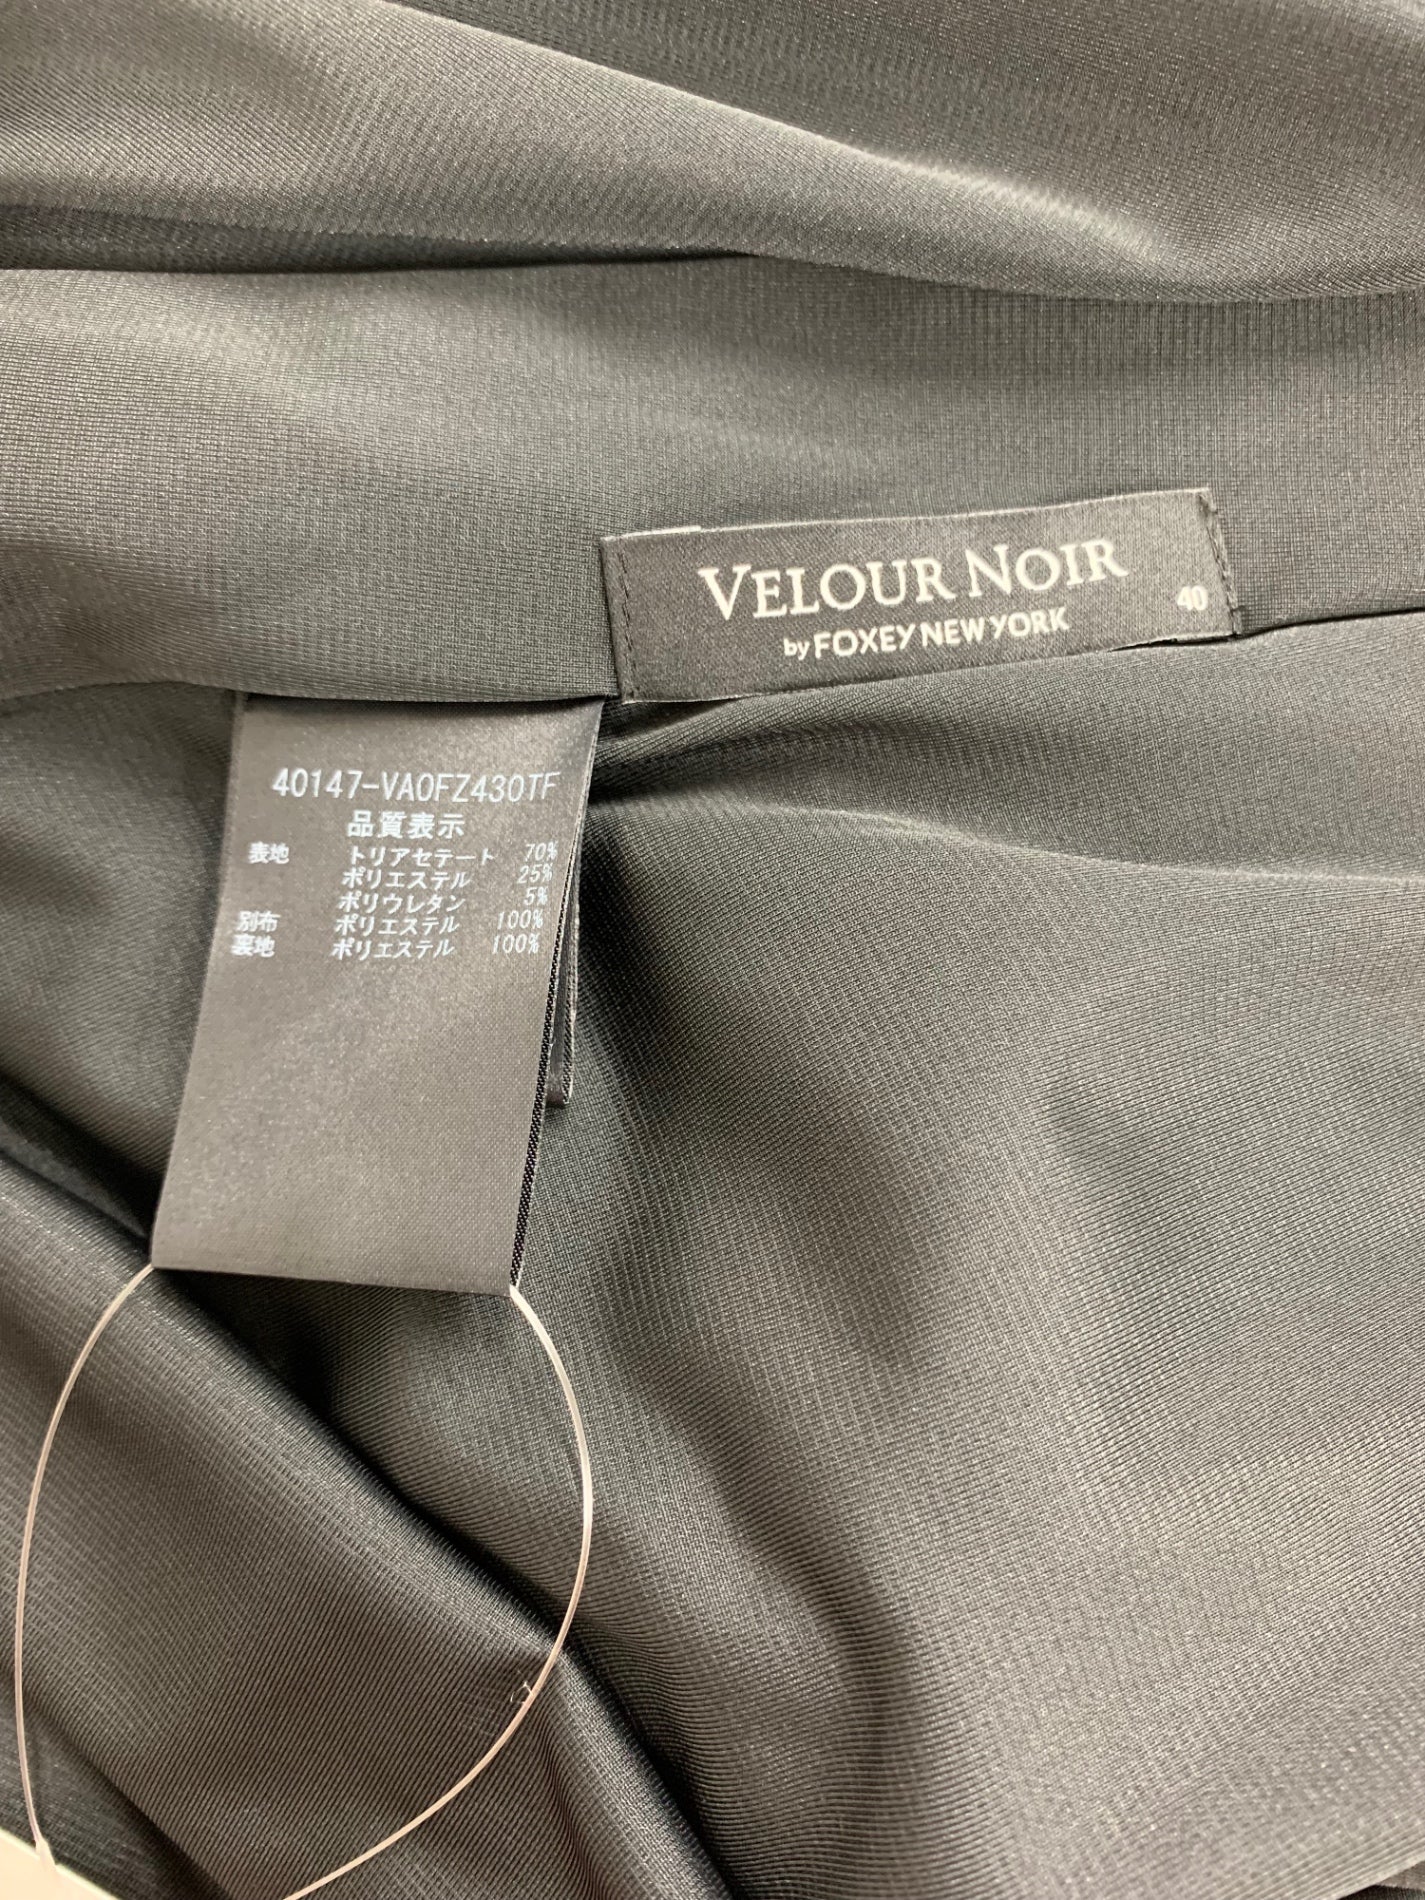 VELOUR NOIR
by FOXEY NEW YORK
40
40147-VA0FZ430TF
品質表示
表地 トリアセテート 70%
ポリエステル 25%
ポリウレタン 5%
別布 ポリエステル 100%
裏地 ポリエステル 100%